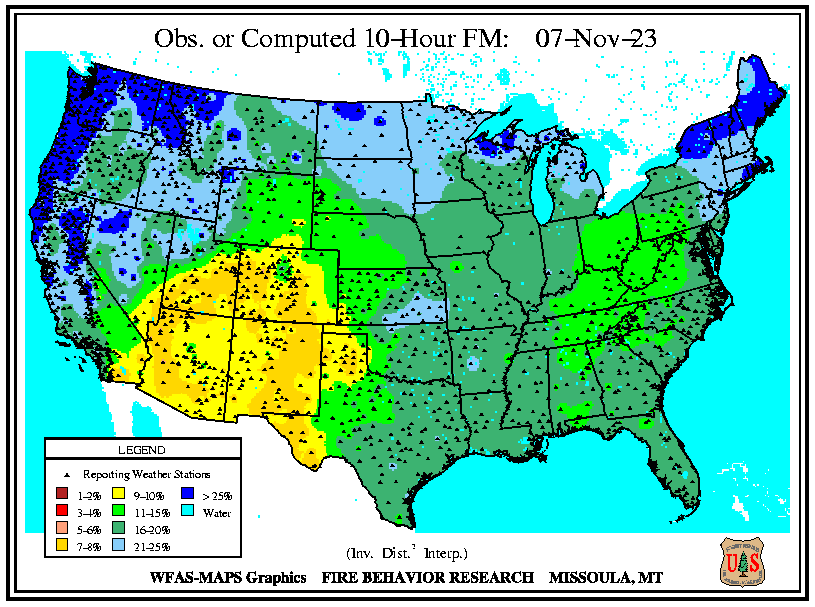 Obs. or Computed 10-Hour FM: 07-Nov-23
LEGEND
Reporting Weather Stations
1-2%
9-10%
> 25%
3-4%
11-15%
Water
5-6%
16-20%
7-8%
21-25%
(Inv. Dist.² Interp.)
WFAS-MAPS Graphics FIRE BEHAVIOR RESEARCH MISSOULA, MT
U S